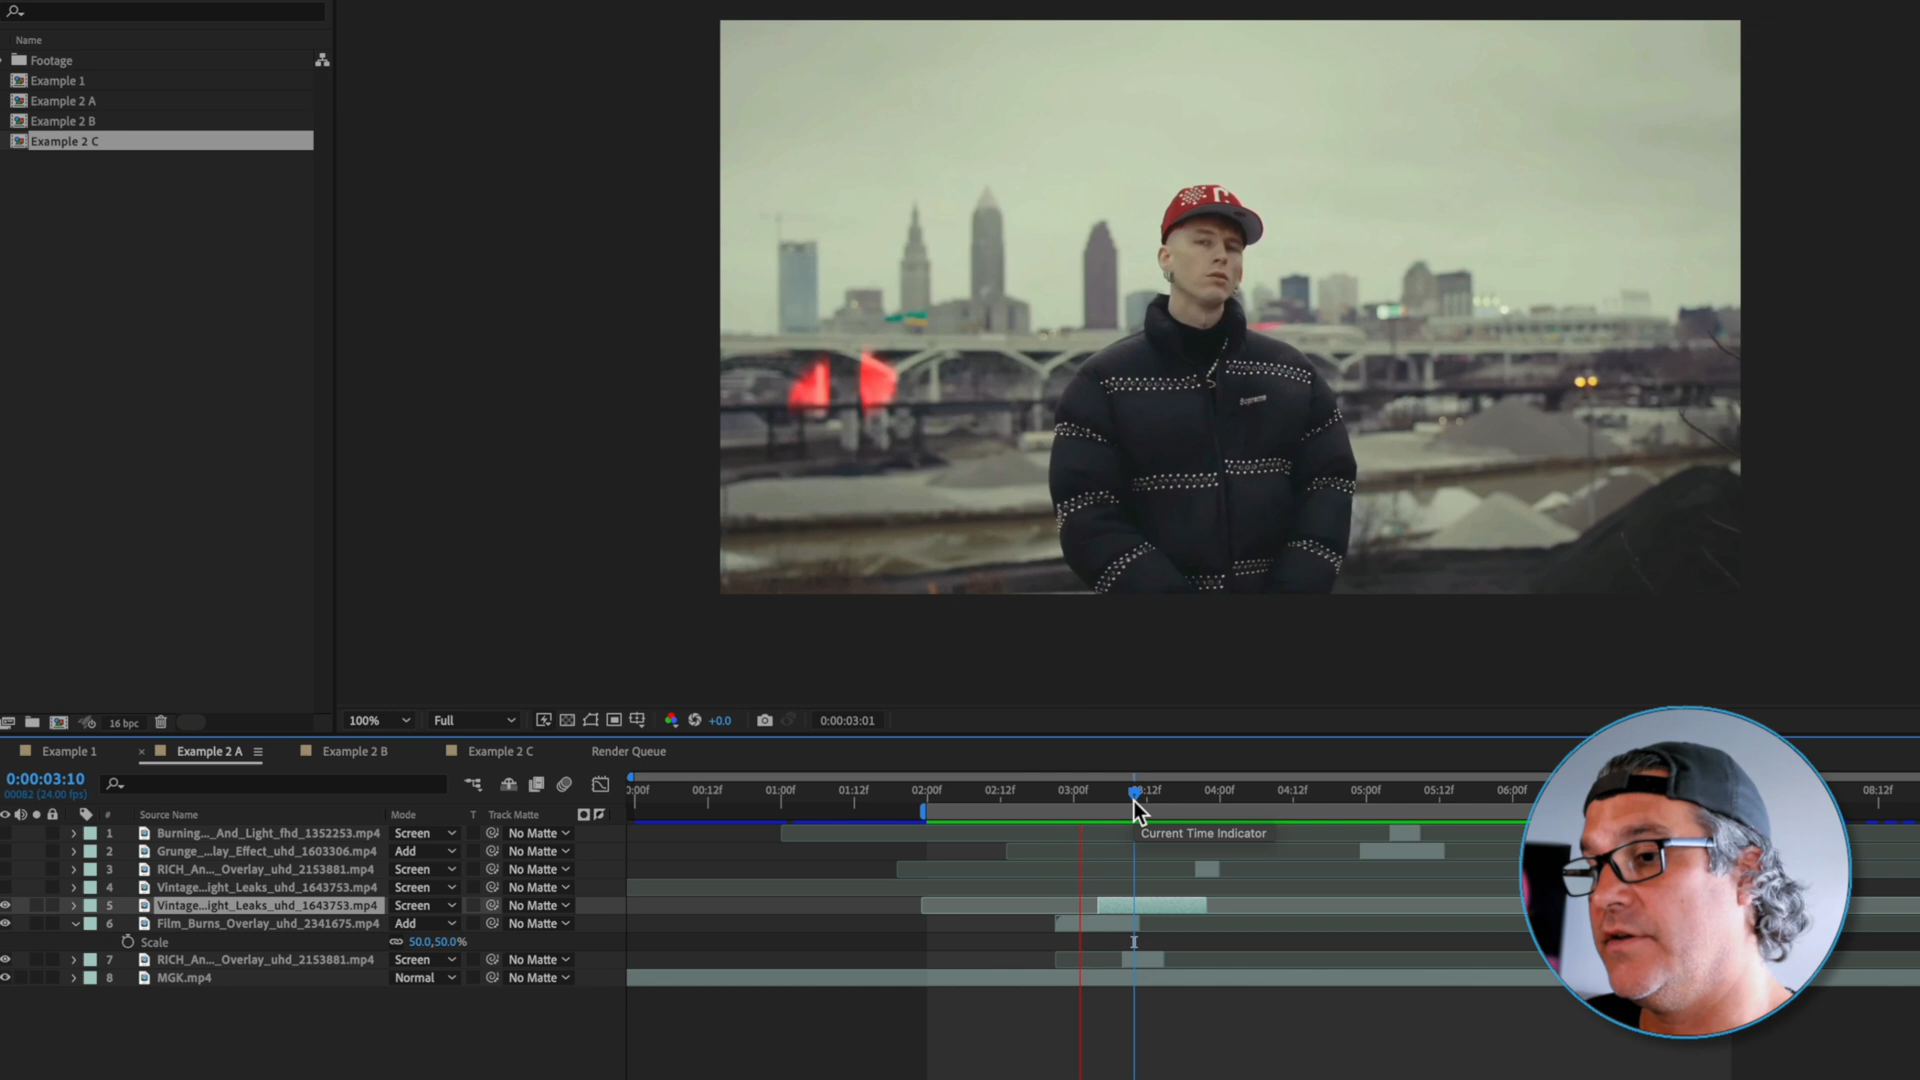 Name
Footage
Example 1
Example 2 A
Example 2 B
Example 2 C
Supreme
16 bpc
100%
Full
+0.0
0:00:03:01
Example 1
× Example 2 A
Example 2 B
Example 2 C
Render Queue
0:00:03:10
00082 (24.00 fps)
:00f 00:12f 01:00f 01:12f 02:00f 02:12f 03:00f 04:00f 04:12f 05:00f 05:12f 06:00f 08:12f
# Source Name Mode T Track Matte
1 Burning..._And_Light_fhd_1352253.mp4 Screen No Matte
Current Time Indicator
2 Grunge_...lay_Effect_uhd_1603306.mp4 Add No Matte
3 RICH_An..._Overlay_uhd_2153881.mp4 Screen No Matte
4 Vintage...ight_Leaks_uhd_1643753.mp4 Screen No Matte
5 Vintage...ight_Leaks_uhd_1643753.mp4 Screen No Matte
6 Film_Burns_Overlay_uhd_2341675.mp4 Add No Matte
Scale 50.0,50.0%
7 RICH_An..._Overlay_uhd_2153881.mp4 Screen No Matte
8 MGK.mp4 Normal No Matte